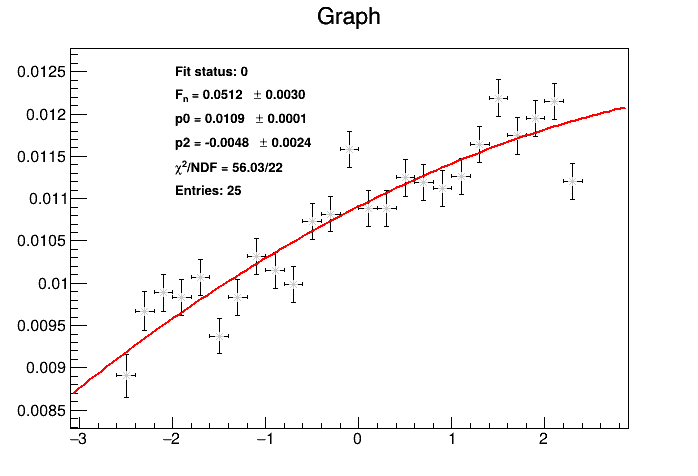 Graph
Fit status: 0
Fn = 0.0512 ± 0.0030
p0 = 0.0109 ± 0.0001
p2 = -0.0048 ± 0.0024
χ²/NDF = 56.03/22
Entries: 25
0.0125
0.012
0.0115
0.011
0.0105
0.01
0.0095
0.009
0.0085
−3 −2 −1 0 1 2